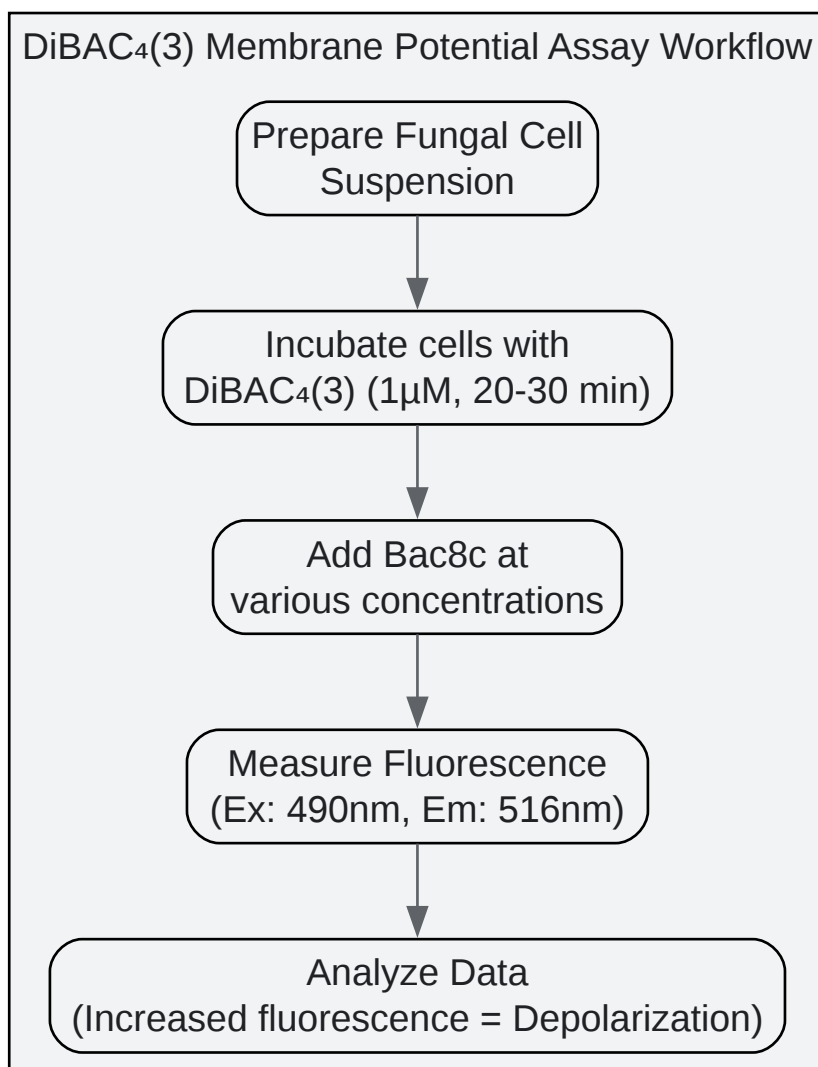 DiBAC₄(3) Membrane Potential Assay Workflow
Prepare Fungal Cell
Suspension
Incubate cells with
DiBAC₄(3) (1µM, 20-30 min)
Add Bac8c at
various concentrations
Measure Fluorescence
(Ex: 490nm, Em: 516nm)
Analyze Data
(Increased fluorescence = Depolarization)